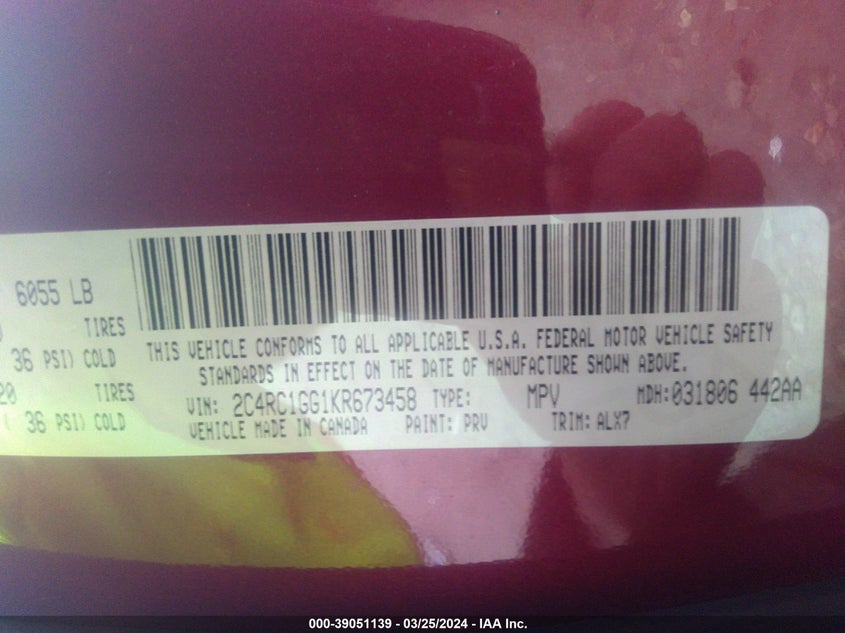 6055 LB
TIRES
36 PSI) COLD
20 TIRES
36 PSI) COLD
THIS VEHICLE CONFORMS TO ALL APPLICABLE U.S.A. FEDERAL MOTOR VEHICLE SAFETY
STANDARDS IN EFFECT ON THE DATE OF MANUFACTURE SHOWN ABOVE.
VIN: 2C4RC1GG1KR673458 TYPE: MPV MDH:031806 442AA
VEHICLE MADE IN CANADA PAINT: PRV TRIM: ALX7
000-39051139 - 03/25/2024 - IAA Inc.